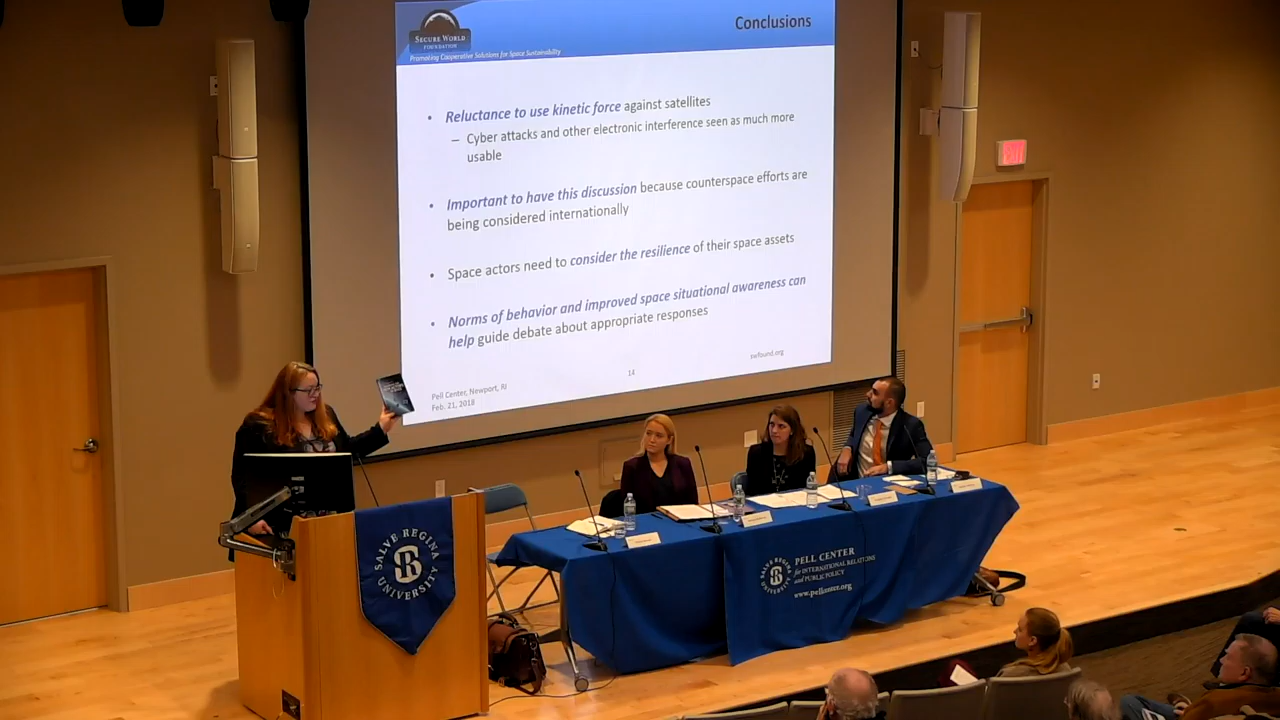 SECURE WORLD
FOUNDATION
Promoting Cooperative Solutions for Space Sustainability
Conclusions
• Reluctance to use kinetic force against satellites
– Cyber attacks and other electronic interference seen as much more
usable
• Important to have this discussion because counterspace efforts are
being considered internationally
• Space actors need to consider the resilience of their space assets
• Norms of behavior and improved space situational awareness can
help guide debate about appropriate responses
swfound.org
14
Pell Center, Newport, RI
Feb. 21, 2018
EXIT
SALVE REGINA
UNIVERSITY
SALVE REGINA
UNIVERSITY
PELL CENTER
for INTERNATIONAL RELATIONS
and PUBLIC POLICY
www.pellcenter.org